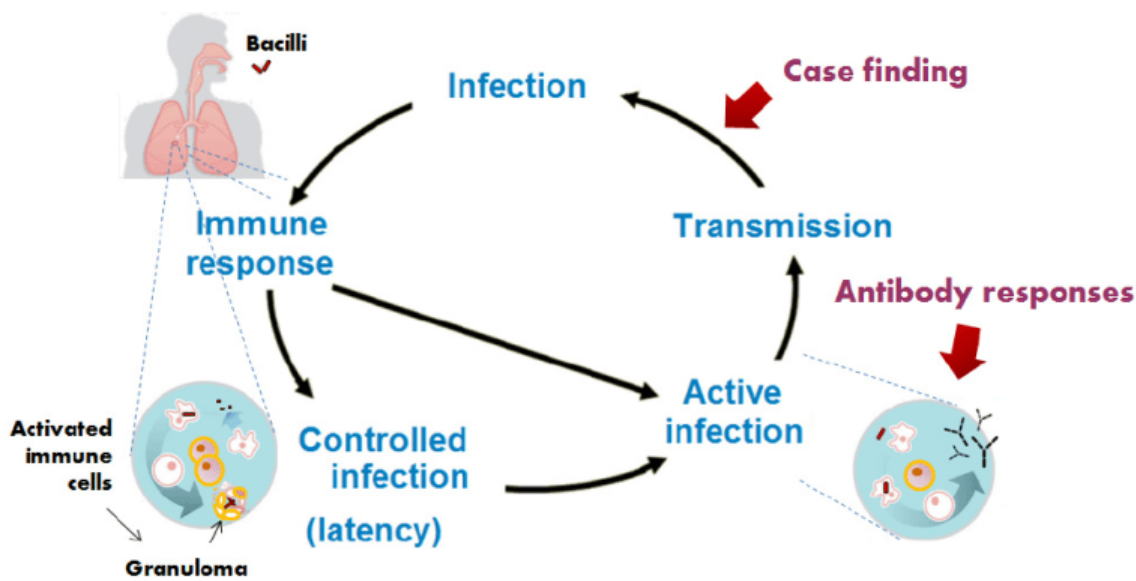 Bacilli
Infection
Case finding
Immune
response
Transmission
Antibody responses
Activated
immune
cells
Controlled
infection
(latency)
Active
infection
Granuloma